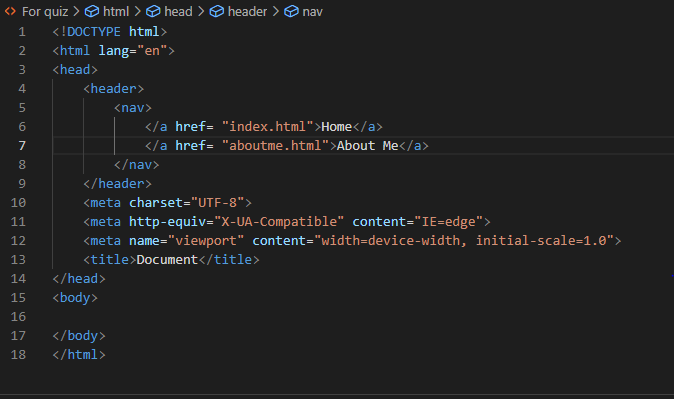 For quiz > html > head > header > nav
1 <!DOCTYPE html>
2 <html lang="en">
3 <head>
4 <header>
5 <nav>
6 </a href= "index.html">Home</a>
7 </a href= "aboutme.html">About Me</a>
8 </nav>
9 </header>
10 <meta charset="UTF-8">
11 <meta http-equiv="X-UA-Compatible" content="IE=edge">
12 <meta name="viewport" content="width=device-width, initial-scale=1.0">
13 <title>Document</title>
14 </head>
15 <body>
16
17 </body>
18 </html>